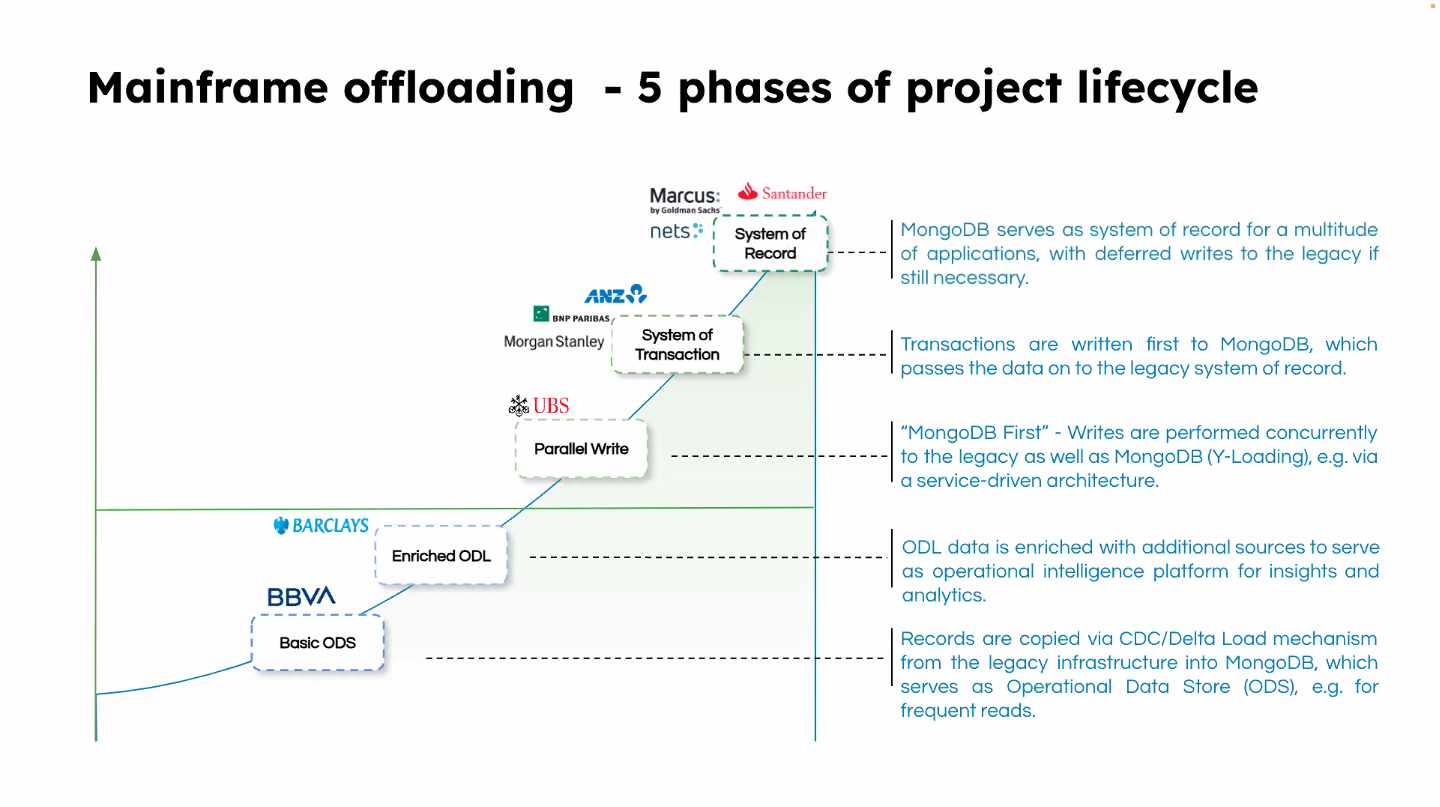 Mainframe offloading - 5 phases of project lifecycle
Marcus:
by Goldman Sachs
Santander
nets
System of
Record
MongoDB serves as system of record for a multitude
of applications, with deferred writes to the legacy if
still necessary.
ANZ
BNP PARIBAS
Morgan Stanley
System of
Transaction
Transactions are written first to MongoDB, which
passes the data on to the legacy system of record.
UBS
Parallel Write
“MongoDB First” - Writes are performed concurrently
to the legacy as well as MongoDB (Y-Loading), e.g. via
a service-driven architecture.
BARCLAYS
Enriched ODL
ODL data is enriched with additional sources to serve
as operational intelligence platform for insights and
analytics.
BBVA
Basic ODS
Records are copied via CDC/Delta Load mechanism
from the legacy infrastructure into MongoDB, which
serves as Operational Data Store (ODS), e.g. for
frequent reads.